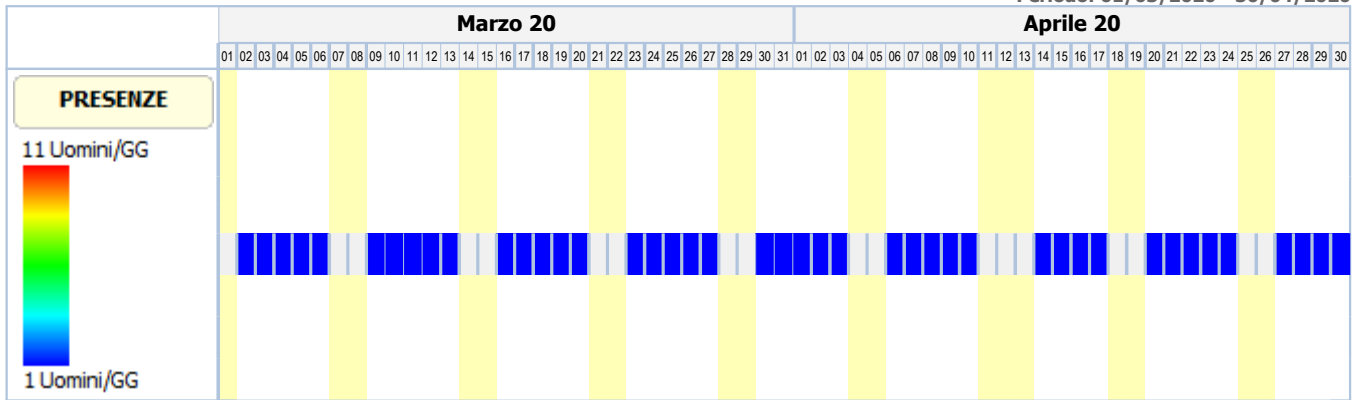 Marzo 20 Aprile 20
01 02 03 04 05 06 07 08 09 10 11 12 13 14 15 16 17 18 19 20 21 22 23 24 25 26 27 28 29 30 31 01 02 03 04 05 06 07 08 09 10 11 12 13 14 15 16 17 18 19 20 21 22 23 24 25 26 27 28 29 30
PRESENZE
11 Uomini/GG
1 Uomini/GG